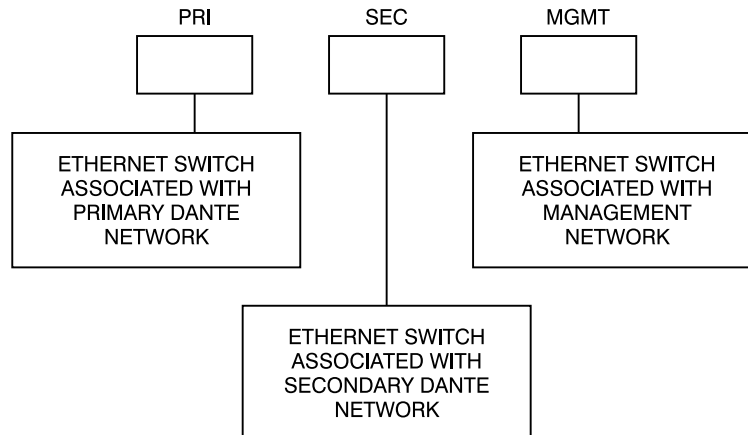 PRI
SEC
MGMT
ETHERNET SWITCH
ASSOCIATED WITH
PRIMARY DANTE
NETWORK
ETHERNET SWITCH
ASSOCIATED WITH
MANAGEMENT
NETWORK
ETHERNET SWITCH
ASSOCIATED WITH
SECONDARY DANTE
NETWORK